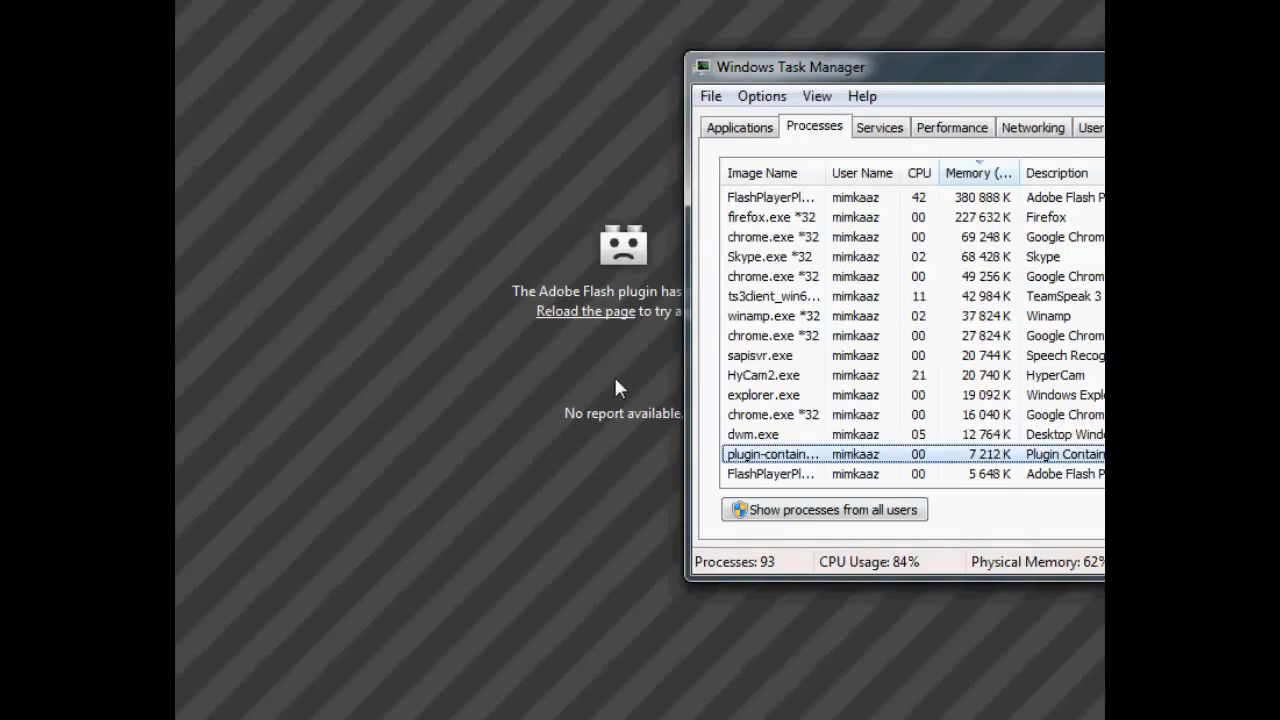 Windows Task Manager
File Options View Help
Applications Processes Services Performance Networking User
Image Name User Name CPU Memory (... Description
FlashPlayerPl... mimkaaz 42 380 888 K Adobe Flash P
firefox.exe *32 mimkaaz 00 227 632 K Firefox
chrome.exe *32 mimkaaz 00 69 248 K Google Chrom
Skype.exe *32 mimkaaz 02 68 428 K Skype
chrome.exe *32 mimkaaz 00 49 256 K Google Chrom
ts3client_win6... mimkaaz 11 42 984 K TeamSpeak 3
winamp.exe *32 mimkaaz 02 37 824 K Winamp
chrome.exe *32 mimkaaz 00 27 824 K Google Chrom
sapisvr.exe mimkaaz 00 20 744 K Speech Recog
HyCam2.exe mimkaaz 21 20 740 K HyperCam
explorer.exe mimkaaz 00 19 092 K Windows Expl
chrome.exe *32 mimkaaz 00 16 040 K Google Chrom
dwm.exe mimkaaz 05 12 764 K Desktop Wind
plugin-contain... mimkaaz 00 7 212 K Plugin Contain
FlashPlayerPl... mimkaaz 00 5 648 K Adobe Flash P
Show processes from all users
Processes: 93 CPU Usage: 84% Physical Memory: 62%
The Adobe Flash plugin has
Reload the page to try a
No report available.